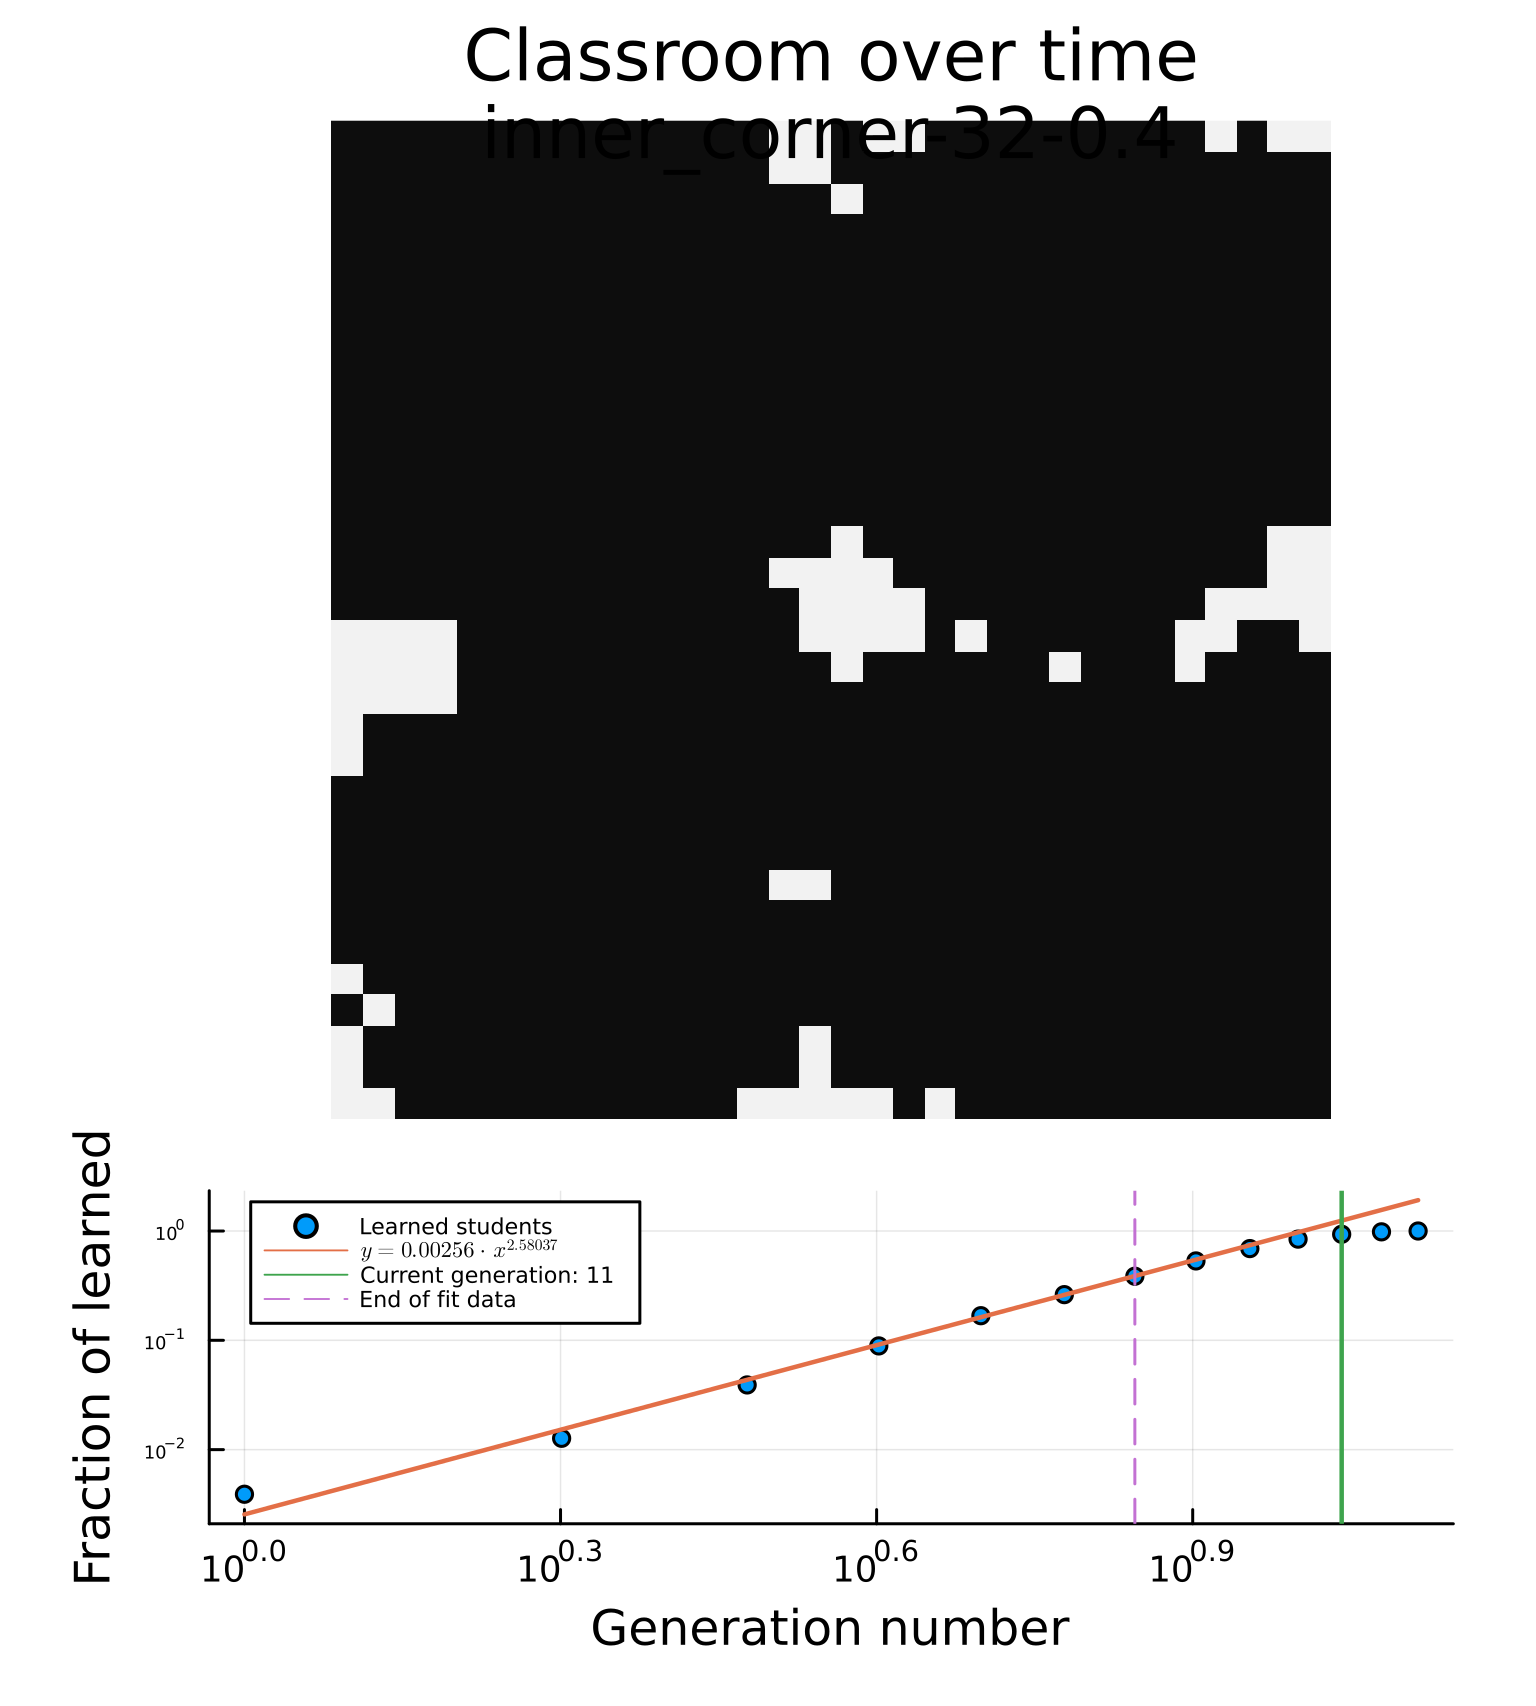 Classroom over time
inner_corner-32-0.4
Fraction of learned
10⁰
10⁻¹
10⁻²
Learned students
y = 0.00256 · x^2.58037
Current generation: 11
End of fit data
10^0.0
10^0.3
10^0.6
10^0.9
Generation number